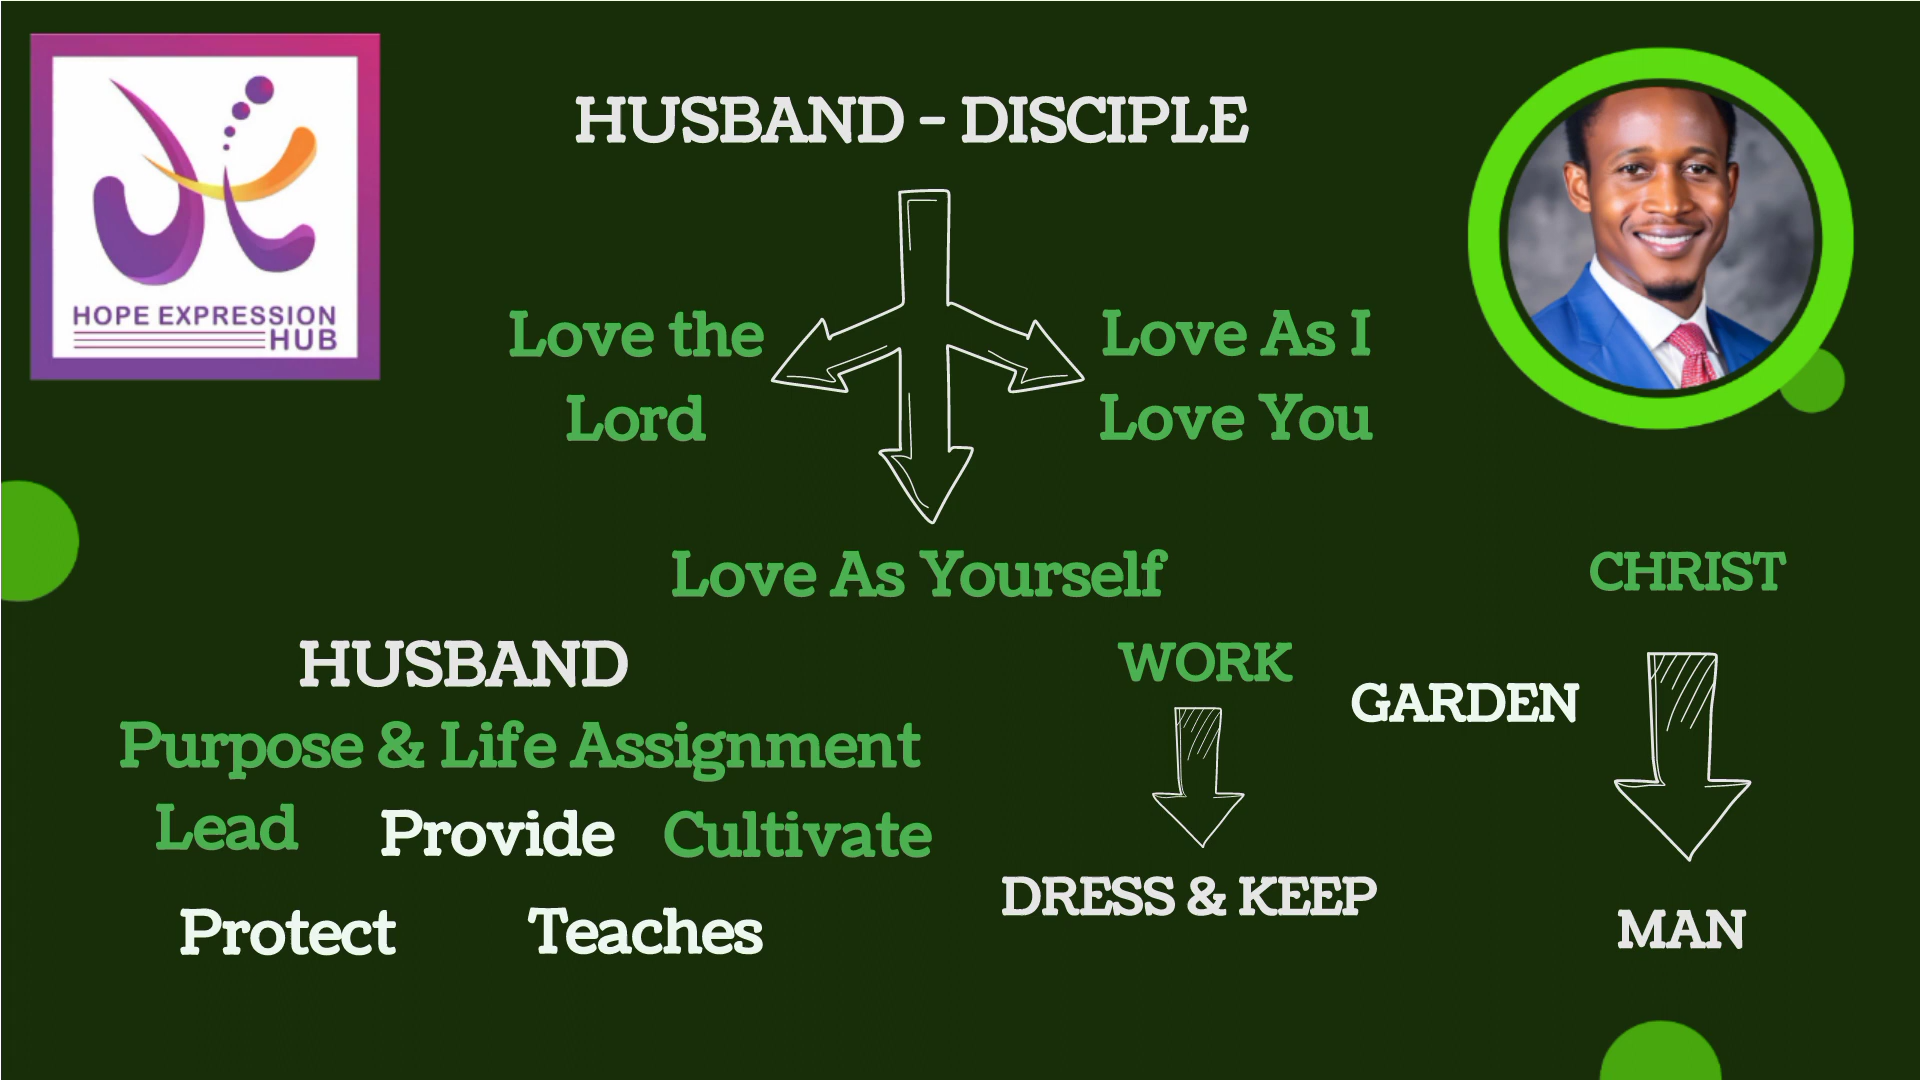 HOPE EXPRESSION
HUB
HUSBAND - DISCIPLE
Love the
Lord
Love As I
Love You
Love As Yourself
HUSBAND
Purpose & Life Assignment
Lead
Provide
Cultivate
Protect
Teaches
WORK
DRESS & KEEP
CHRIST
GARDEN
MAN